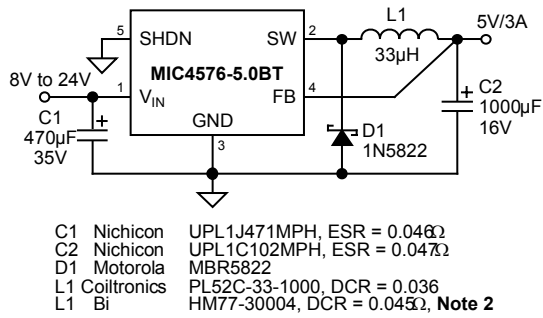 L1
5V/3A
5 SHDN SW 2
33µH
8V to 24V
MIC4576-5.0BT
1 VIN FB 4
C2
1000µF
16V
C1
470µF
35V
GND
3
D1
1N5822
C1 Nichicon UPL1J471MPH, ESR = 0.046Ω
C2 Nichicon UPL1C102MPH, ESR = 0.047Ω
D1 Motorola MBR5822
L1 Coiltronics PL52C-33-1000, DCR = 0.036
L1 Bi HM77-30004, DCR = 0.045Ω, Note 2